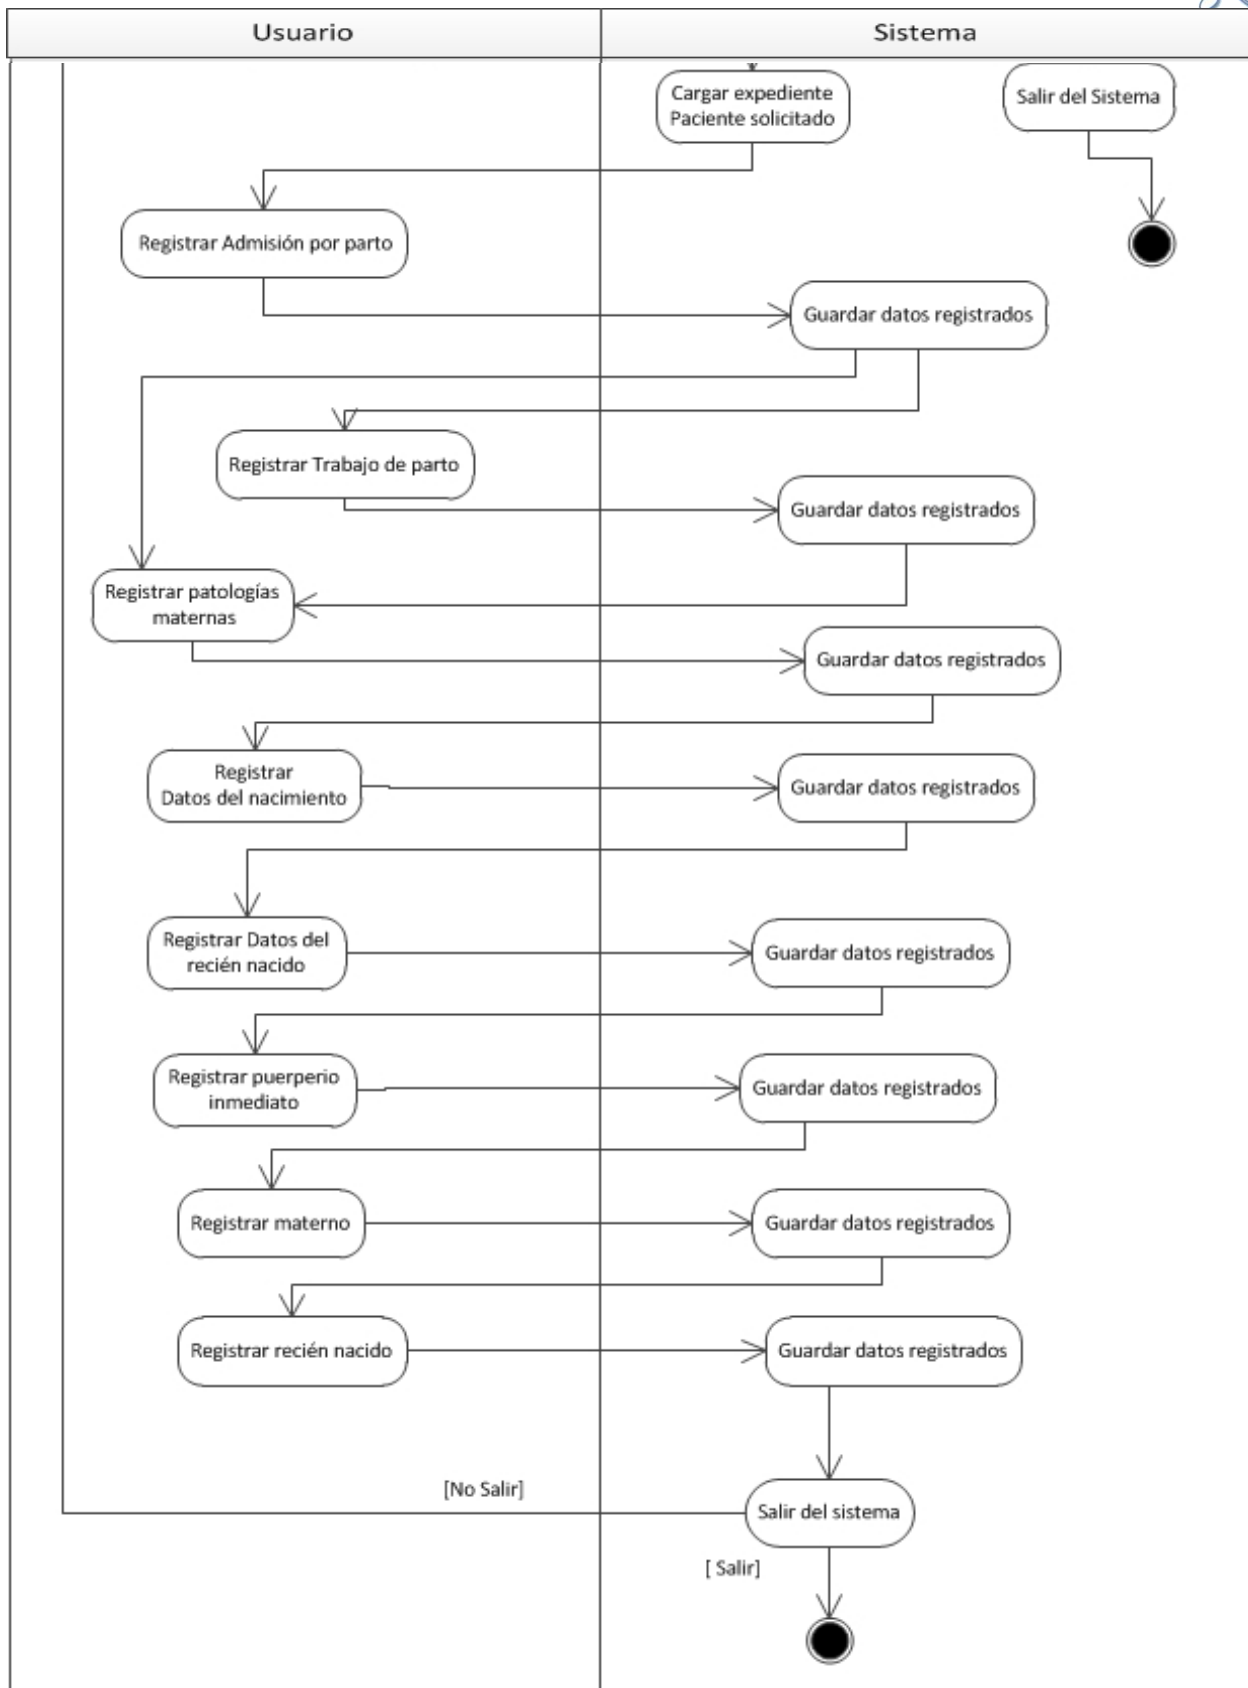 Usuario
Sistema
Cargar expediente
Paciente solicitado
Salir del Sistema
Registrar Admisión por parto
Guardar datos registrados
Registrar Trabajo de parto
Guardar datos registrados
Registrar patologías
maternas
Guardar datos registrados
Registrar
Datos del nacimiento
Guardar datos registrados
Registrar Datos del
recién nacido
Guardar datos registrados
Registrar puerperio
inmediato
Guardar datos registrados
Registrar materno
Guardar datos registrados
Registrar recién nacido
Guardar datos registrados
[No Salir]
Salir del sistema
[ Salir]